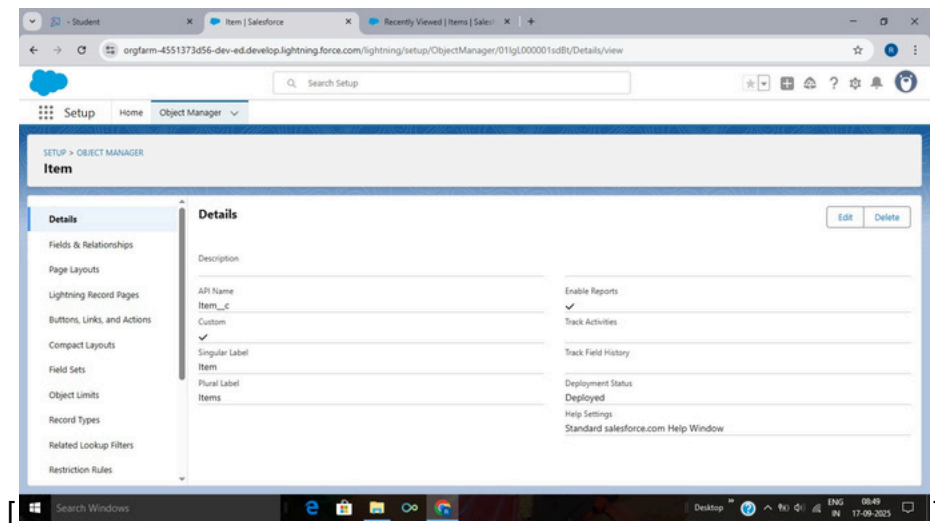 - Student
Item | Salesforce
Recently Viewed | Items | Sales
orgfarm-4551373d56-dev-ed.develop.lightning.force.com/lightning/setup/ObjectManager/01IgL000001sdBt/Details/view
R
Search Setup
Setup
Home
Object Manager
SETUP > OBJECT MANAGER
Item
Details
Fields & Relationships
Page Layouts
Lightning Record Pages
Buttons, Links, and Actions
Compact Layouts
Field Sets
Object Limits
Record Types
Related Lookup Filters
Restriction Rules
Details
Edit
Delete
Description
API Name
Item__c
Custom
Singular Label
Item
Plural Label
Items
Enable Reports
Track Activities
Track Field History
Deployment Status
Deployed
Help Settings
Standard salesforce.com Help Window
[
Search Windows
Desktop
ENG
IN
08:49
17-09-2025